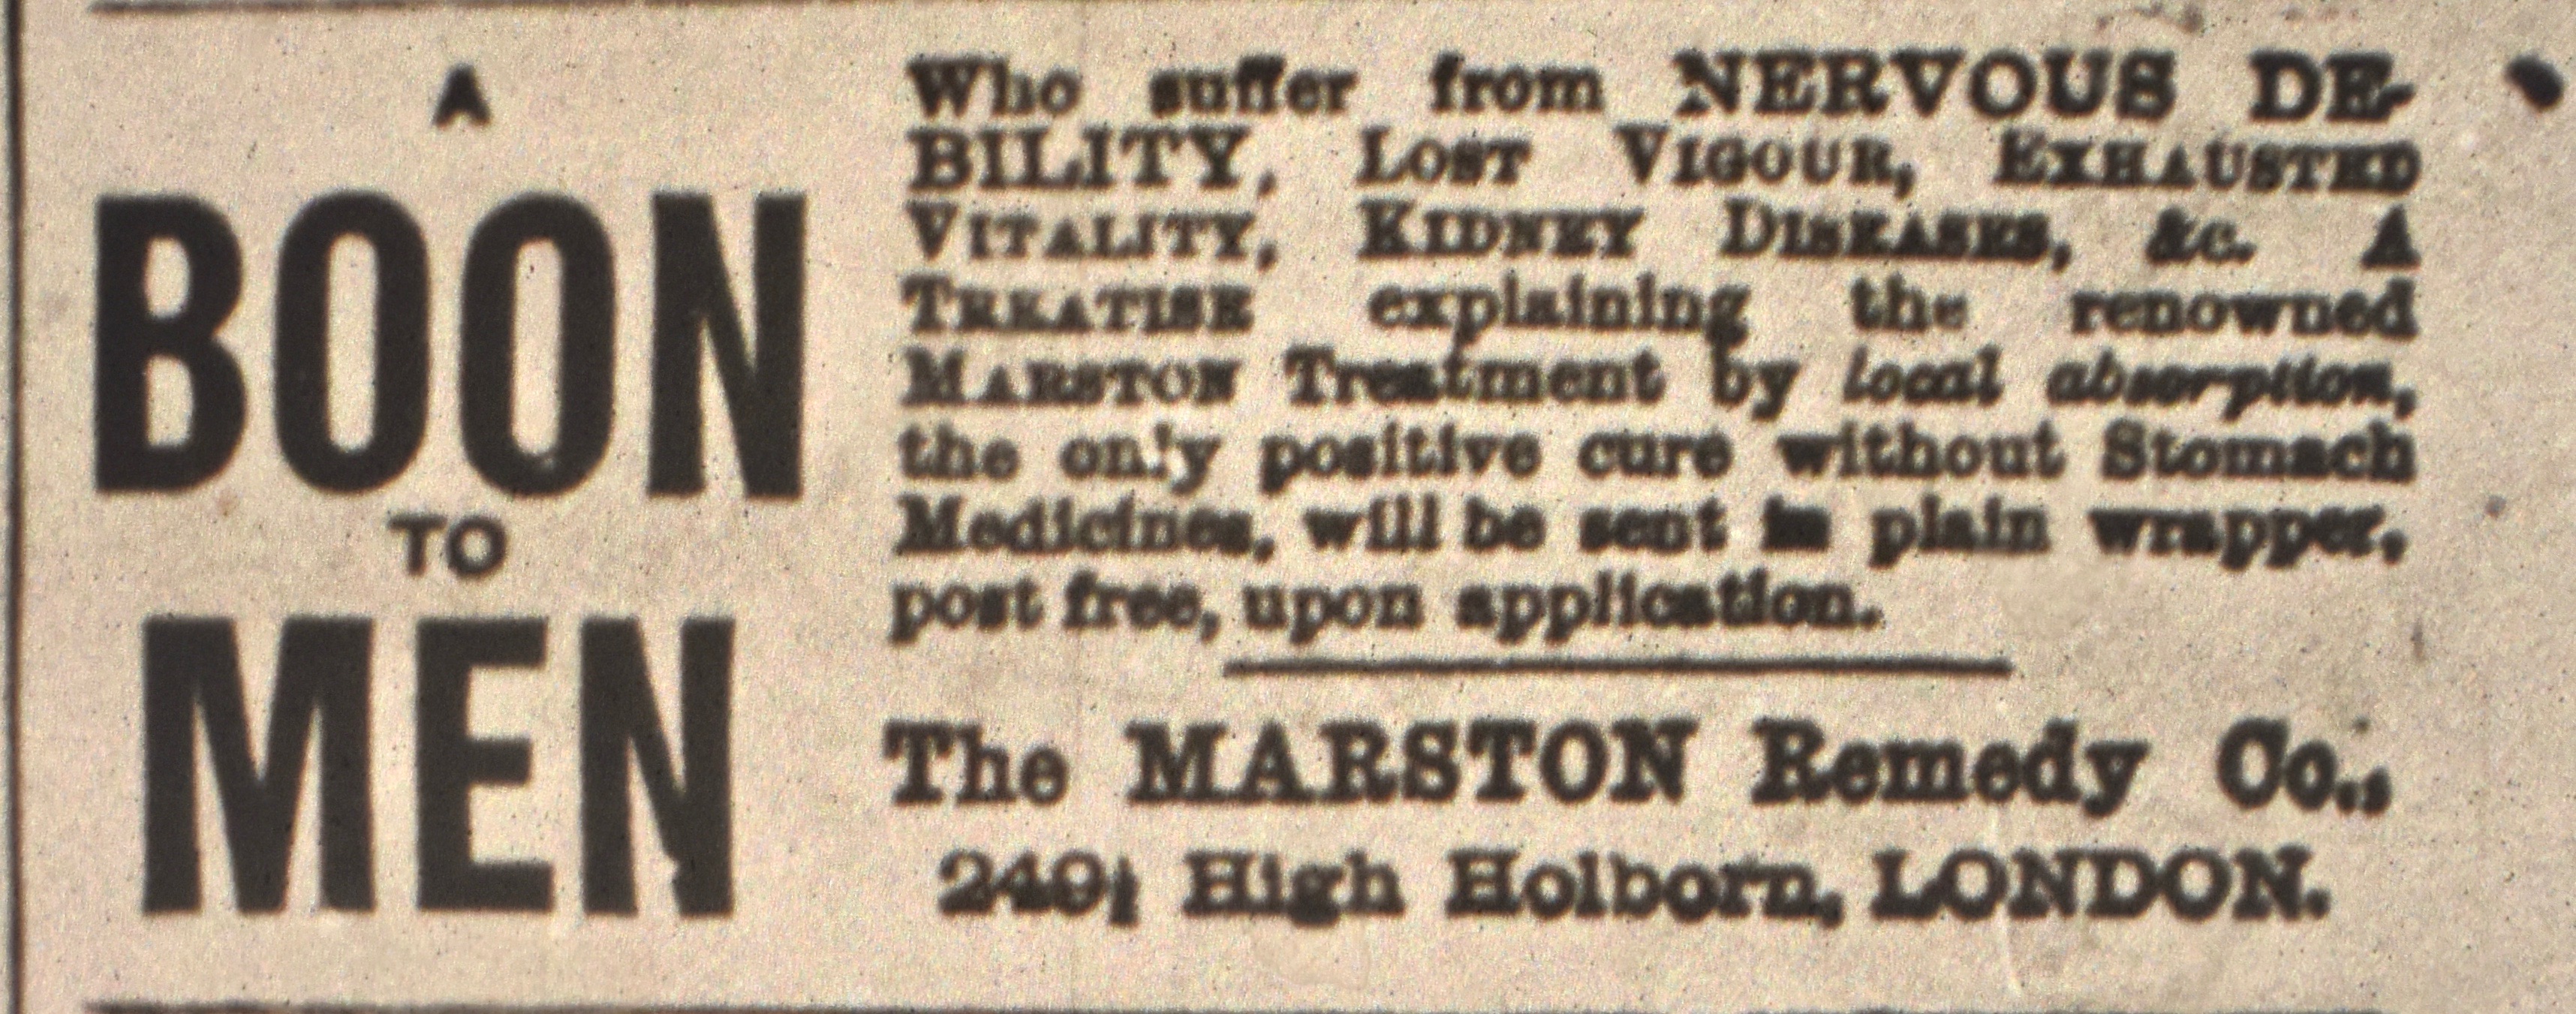 A
BOON
TO
MEN
Who suffer from NERVOUS DE-
BILITY, LOST VIGOUR, EXHAUSTED
VITALITY, KIDNEY DISEASES, &c. A
TREATISE explaining the renowned
MARSTON Treatment by local absorption,
the only positive cure without Stomach
Medicines, will be sent in plain wrapper,
post free, upon application.
The MARSTON Remedy Co.,
High Holborn, LONDON.